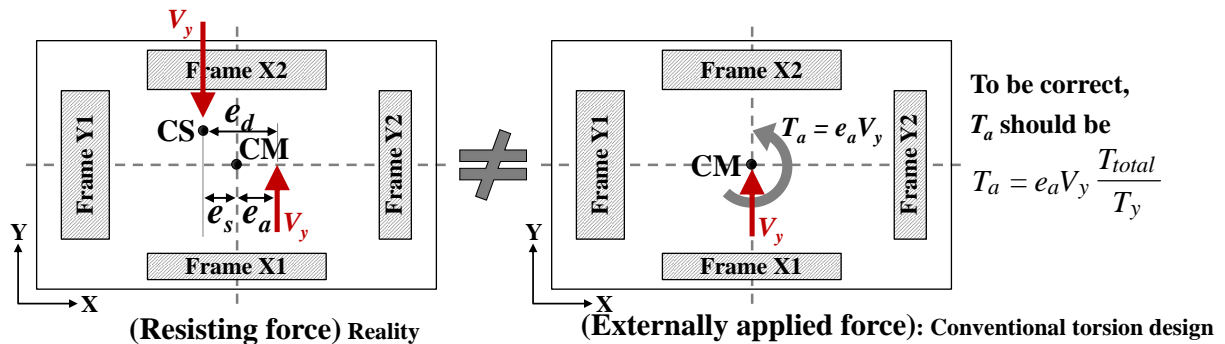 V_y
Frame X2
Frame Y1
CS
e_d
CM
Frame Y2
e_s
e_a
V_y
Frame X1
Y
X
(Resisting force) Reality
≠
Frame X2
Frame Y1
T_a = e_aV_y
CM
Frame Y2
V_y
Frame X1
Y
X
(Externally applied force): Conventional torsion design
To be correct,
T_a should be
T_a = e_aV_y T_total / T_y